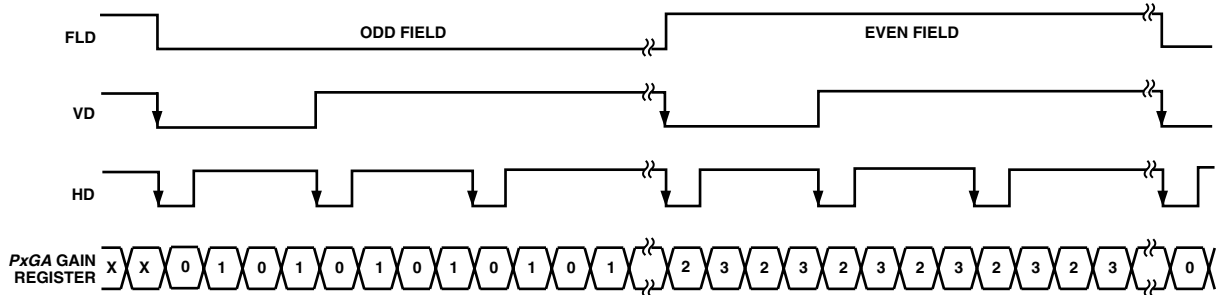 FLD
ODD FIELD
EVEN FIELD
VD
HD
PxGA GAIN
REGISTER
X X 0 1 0 1 0 1 0 1 0 1 0 1 2 3 2 3 2 3 2 3 2 3 2 3 0